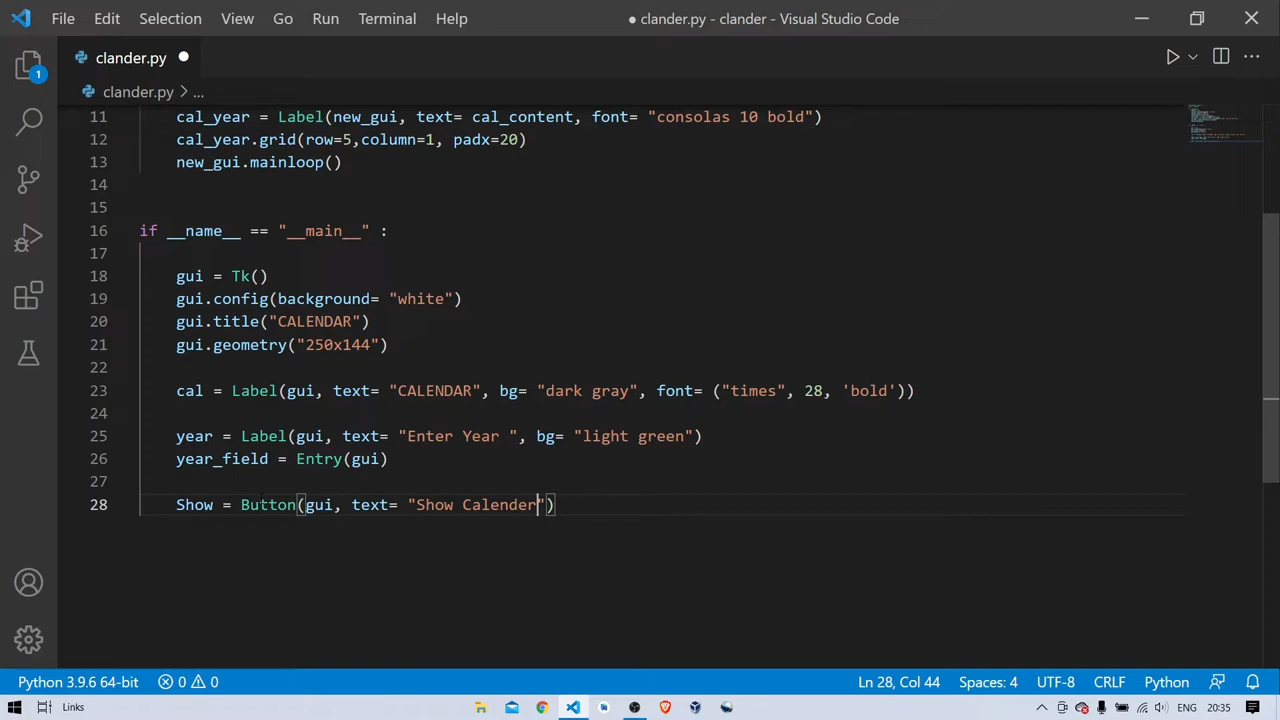 File Edit Selection View Go Run Terminal Help
● clander.py - clander - Visual Studio Code
clander.py ●
clander.py > ...
1
11 cal_year = Label(new_gui, text= cal_content, font= "consolas 10 bold")
12 cal_year.grid(row=5,column=1, padx=20)
13 new_gui.mainloop()
14
15
16 if __name__ == "__main__" :
17
18 gui = Tk()
19 gui.config(background= "white")
20 gui.title("CALENDAR")
21 gui.geometry("250x144")
22
23 cal = Label(gui, text= "CALENDAR", bg= "dark gray", font= ("times", 28, 'bold'))
24
25 year = Label(gui, text= "Enter Year ", bg= "light green")
26 year_field = Entry(gui)
27
28 Show = Button(gui, text= "Show Calender")
Python 3.9.6 64-bit 0 0 Ln 28, Col 44 Spaces: 4 UTF-8 CRLF Python
Links ENG 20:35